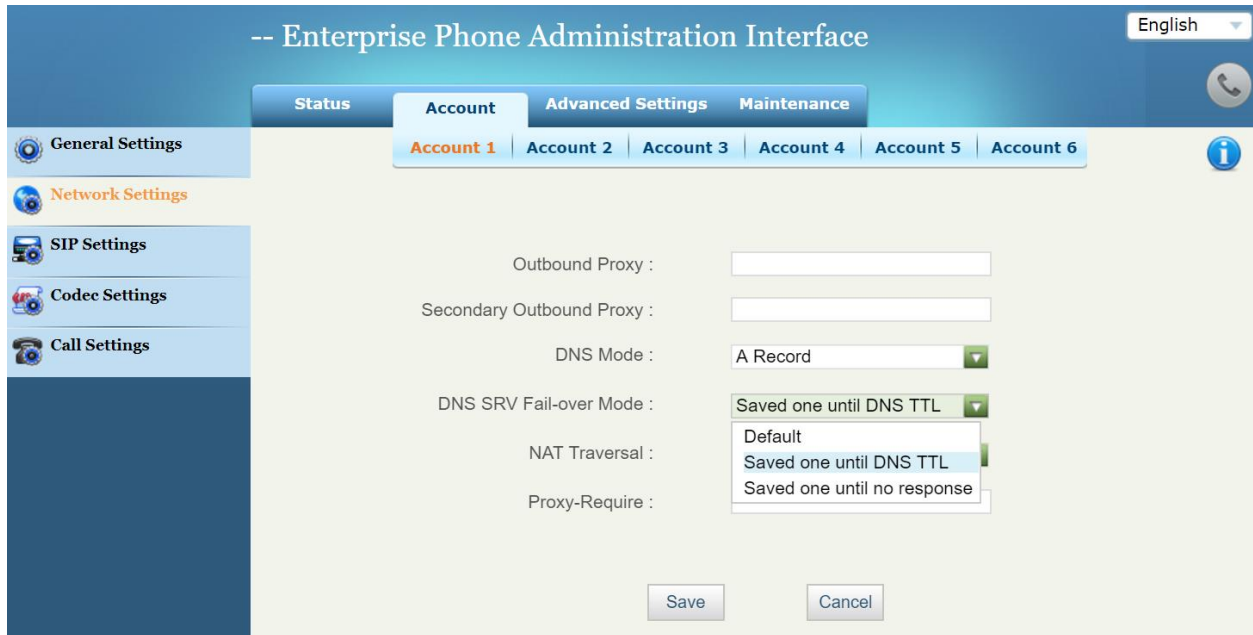 -- Enterprise Phone Administration Interface
English
Status Account Advanced Settings Maintenance
Account 1 Account 2 Account 3 Account 4 Account 5 Account 6
General Settings
Network Settings
SIP Settings
Codec Settings
Call Settings
Outbound Proxy :
Secondary Outbound Proxy :
DNS Mode : A Record
DNS SRV Fail-over Mode : Saved one until DNS TTL
Default
Saved one until DNS TTL
Saved one until no response
NAT Traversal :
Proxy-Require :
Save Cancel